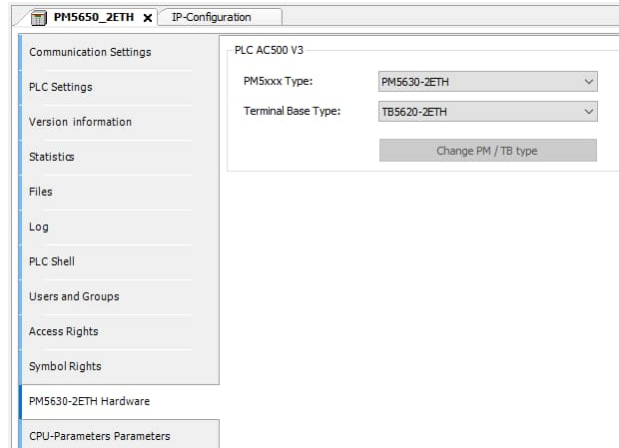 PM5650_2ETH x IP-Configuration
Communication Settings
PLC Settings
Version information
Statistics
Files
Log
PLC Shell
Users and Groups
Access Rights
Symbol Rights
PM5630-2ETH Hardware
CPU-Parameters Parameters
PLC AC500 V3
PM5xxx Type: PM5630-2ETH
Terminal Base Type: TB5620-2ETH
Change PM / TB type